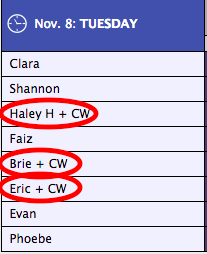 Nov. 8: TUESDAY
Clara
Shannon
Haley H + CW
Faiz
Brie + CW
Eric + CW
Evan
Phoebe